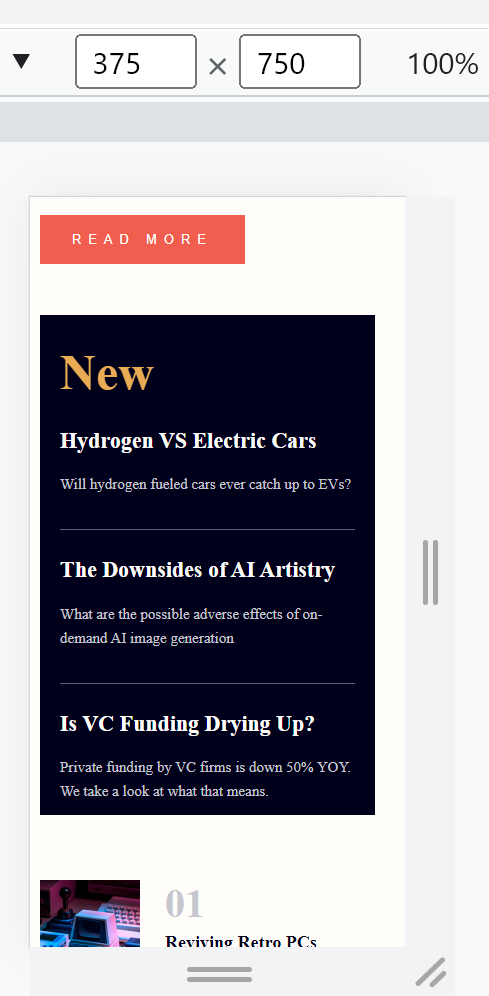 375 × 750 100%
READ MORE
New
Hydrogen VS Electric Cars
Will hydrogen fueled cars ever catch up to EVs?
The Downsides of AI Artistry
What are the possible adverse effects of on-
demand AI image generation
Is VC Funding Drying Up?
Private funding by VC firms is down 50% YOY.
We take a look at what that means.
01
Reviving Retro PCs